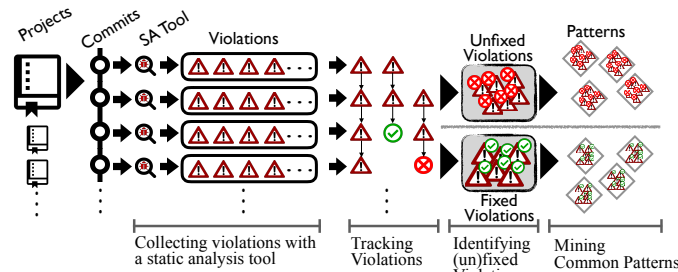 Projects
Commits
SA Tool
Violations
Unfixed
Violations
Patterns
Fixed
Violations
Collecting violations with
a static analysis tool
Tracking
Violations
Identifying
(un)fixed
Mining
Common Patterns